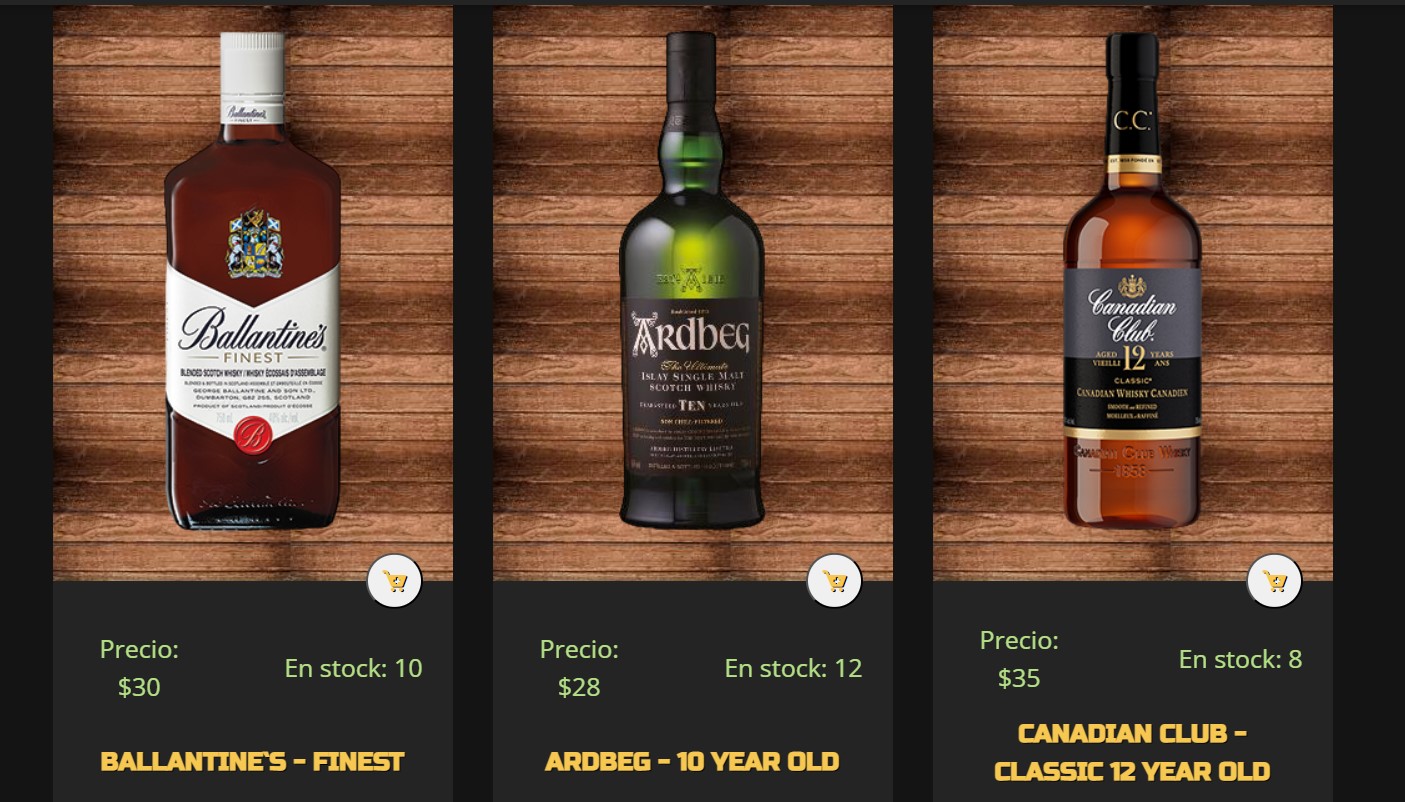 Ballantine's
FINEST
Ballantine's
FINEST
BLENDED SCOTCH WHISKY / WHISKY ÉCOSSAIS D'ASSEMBLAGE
GEORGE BALLANTINE AND SON LTD.,
DUMBARTON, G82 2SS, SCOTLAND
PRODUCT OF SCOTLAND/PRODUIT D'ÉCOSSE
B
ARDBEG
The Ultimate
ISLAY SINGLE MALT
SCOTCH WHISKY
GUARANTEED TEN YEARS OLD
NON CHILL-FILTERED
C.C.
Canadian
Club.
AGED 12 YEARS
VIEILLI ANS
CLASSIC
CANADIAN WHISKY CANADIEN
SMOOTH AND REFINED
MOELLEUX & RAFFINÉ
CANADIAN CLUB WHISKY
1858
Precio:
$30
En stock: 10
BALLANTINE`S - FINEST
Precio:
$28
En stock: 12
ARDBEG - 10 YEAR OLD
Precio:
$35
En stock: 8
CANADIAN CLUB -
CLASSIC 12 YEAR OLD